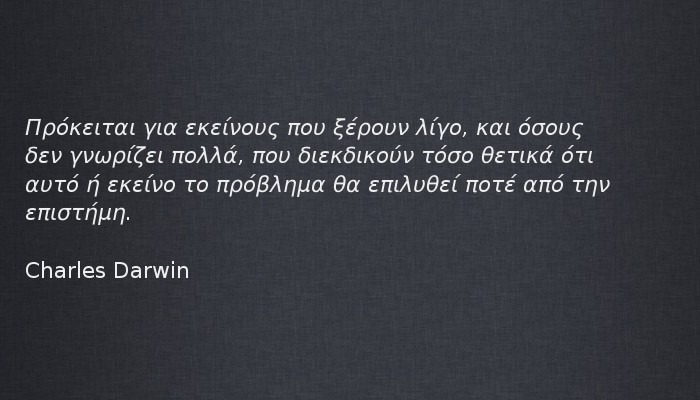 Πρόκειται για εκείνους που ξέρουν λίγο, και όσους
δεν γνωρίζει πολλά, που διεκδικούν τόσο θετικά ότι
αυτό ή εκείνο το πρόβλημα θα επιλυθεί ποτέ από την
επιστήμη.
Charles Darwin